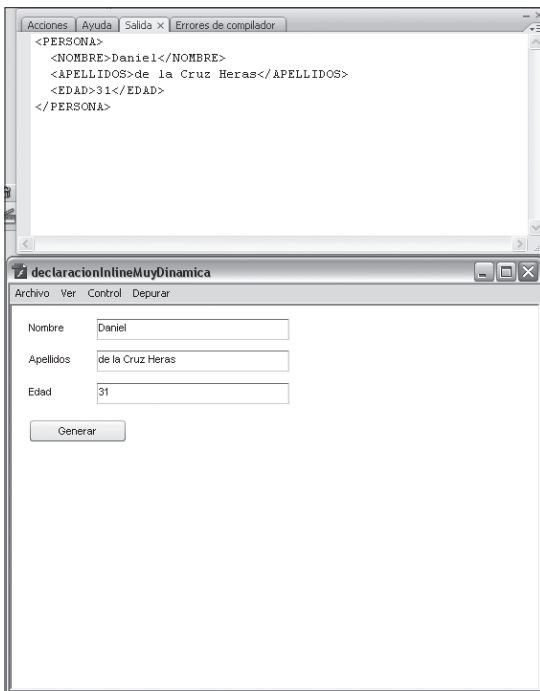 Acciones Ayuda Salida × Errores de compilador
<PERSONA>
<NOMBRE>Daniel</NOMBRE>
<APELLIDOS>de la Cruz Heras</APELLIDOS>
<EDAD>31</EDAD>
</PERSONA>
declaracionInlineMuyDinamica
Archivo Ver Control Depurar
Nombre Daniel
Apellidos de la Cruz Heras
Edad 31
Generar